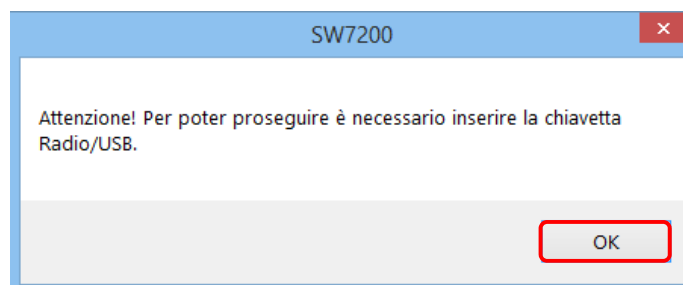 SW7200
Attenzione! Per poter proseguire è necessario inserire la chiavetta
Radio/USB.
OK